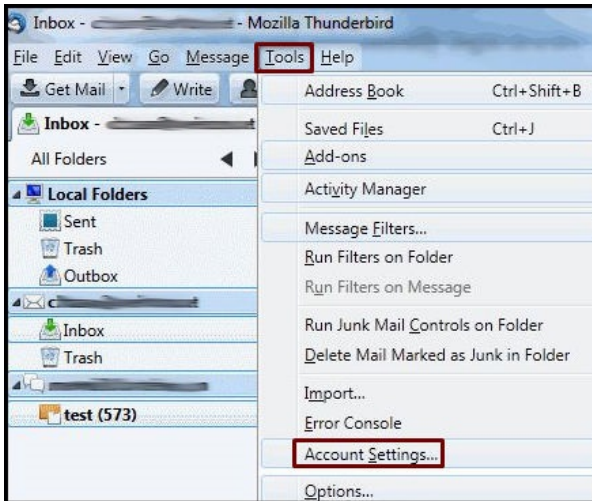 Inbox - - Mozilla Thunderbird
File Edit View Go Message Tools Help
Get Mail Write
Inbox -
All Folders
Local Folders
Sent
Trash
Outbox
Inbox
Trash
test (573)
Address Book Ctrl+Shift+B
Saved Files Ctrl+J
Add-ons
Activity Manager
Message Filters...
Run Filters on Folder
Run Filters on Message
Run Junk Mail Controls on Folder
Delete Mail Marked as Junk in Folder
Import...
Error Console
Account Settings...
Options...